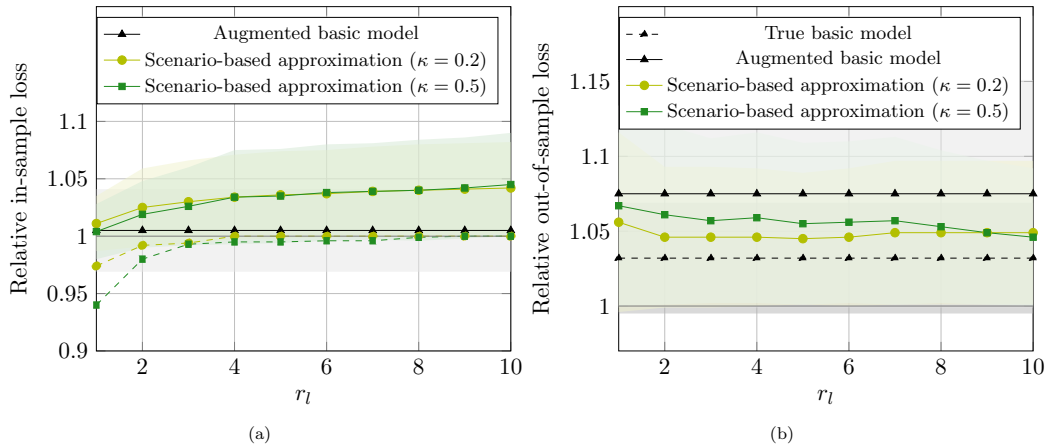 Augmented basic model
Scenario-based approximation (κ = 0.2)
Scenario-based approximation (κ = 0.5)
Relative in-sample loss
1.1
1.05
1
0.95
0.9
2 4 6 8 10
r_l
(a)
True basic model
Augmented basic model
Scenario-based approximation (κ = 0.2)
Scenario-based approximation (κ = 0.5)
Relative out-of-sample loss
1.15
1.1
1.05
1
2 4 6 8 10
r_l
(b)